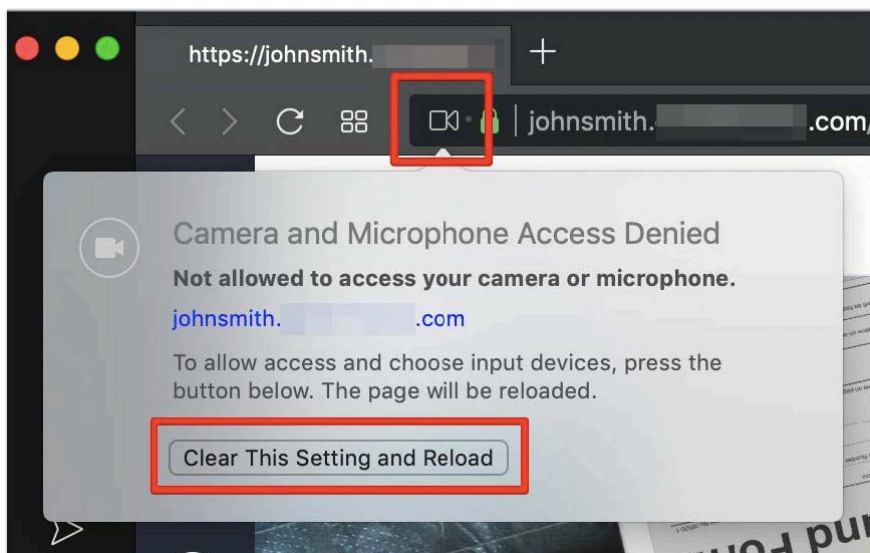 https://johnsmith.
johnsmith. .com/
Camera and Microphone Access Denied
Not allowed to access your camera or microphone.
johnsmith. .com
To allow access and choose input devices, press the
button below. The page will be reloaded.
Clear This Setting and Reload